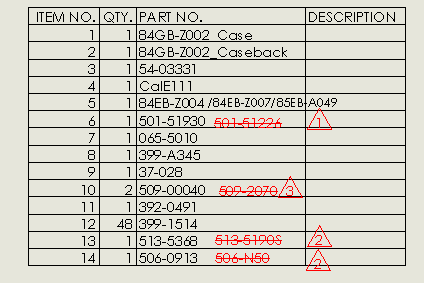 ITEM NO. QTY. PART NO. DESCRIPTION
1 1 84GB-Z002_Case
2 1 84GB-Z002_Caseback
3 1 54-03331
4 1 CalE111
5 1 84EB-Z004 /84EB-Z007/85EB-A049
6 1 501-51930 501-51226 1
7 1 065-5010
8 1 399-A345
9 1 37-028
10 2 509-00040 509-2070 3
11 1 392-0491
12 48 399-1514
13 1 513-5368 513-5190S 2
14 1 506-0913 506-N50 2